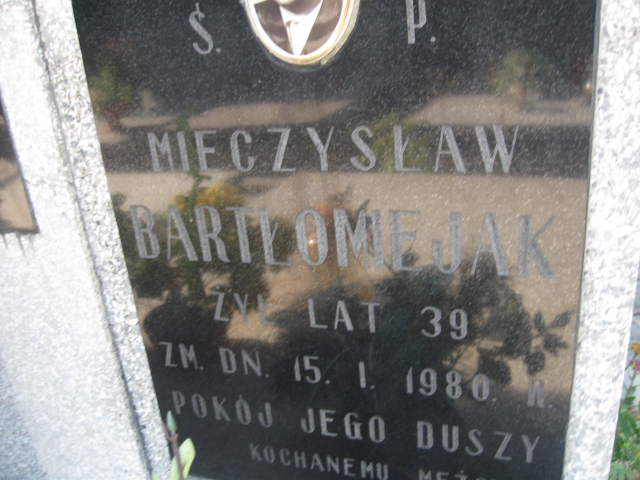 Ś. P.
MIECZYSŁAW
BARTŁOMIEJAK
ŻYŁ LAT 39
ZM. DN. 15. I. 1980. R.
POKÓJ JEGO DUSZY
KOCHANEMU